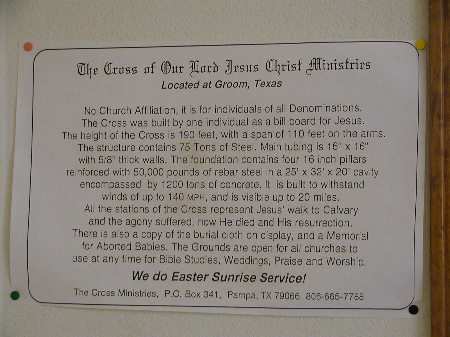 The Cross of Our Lord Jesus Christ Ministries
Located at Groom, Texas
No Church Affiliation, it is for individuals of all Denominations.
The Cross was built by one individual as a bill board for Jesus.
The height of the Cross is 190 feet, with a span of 110 feet on the arms.
The structure contains 75 Tons of Steel. Main tubing is 16" x 16"
with 5/8" thick walls. The foundation contains four 16 inch pillars
reinforced with 50,000 pounds of rebar steel in a 25' x 32' x 20' cavity
encompassed by 1200 tons of concrete. It is built to withstand
winds of up to 140 MPH, and is visible up to 20 miles.
All the stations of the Cross represent Jesus' walk to Calvary
and the agony suffered, how He died and His resurrection.
There is also a copy of the burial cloth on display, and a Memorial
for Aborted Babies. The Grounds are open for all churches to
use at any time for Bible Studies, Weddings, Praise and Worship.
We do Easter Sunrise Service!
The Cross Ministries, P.O. Box 341, Pampa, TX 79066 806-665-7788